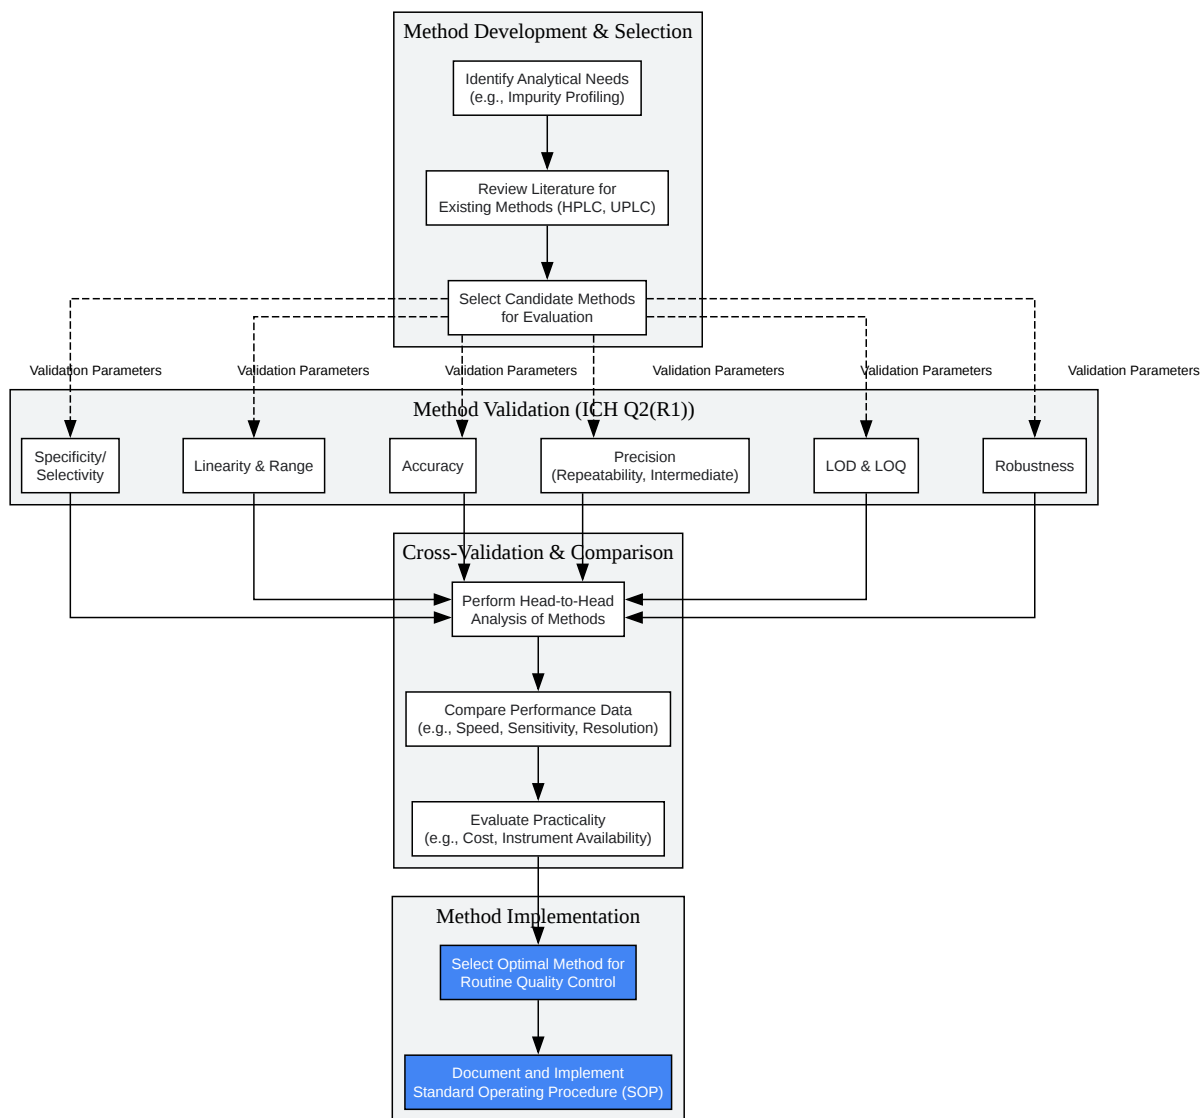 Method Development & Selection
Identify Analytical Needs
(e.g., Impurity Profiling)
Review Literature for
Existing Methods (HPLC, UPLC)
Select Candidate Methods
for Evaluation
Validation Parameters
Validation Parameters
Validation Parameters
Validation Parameters
Validation Parameters
Validation Parameters
Method Validation (ICH Q2(R1))
Specificity/
Selectivity
Linearity & Range
Accuracy
Precision
(Repeatability, Intermediate)
LOD & LOQ
Robustness
Cross-Validation & Comparison
Perform Head-to-Head
Analysis of Methods
Compare Performance Data
(e.g., Speed, Sensitivity, Resolution)
Evaluate Practicality
(e.g., Cost, Instrument Availability)
Method Implementation
Select Optimal Method for
Routine Quality Control
Document and Implement
Standard Operating Procedure (SOP)